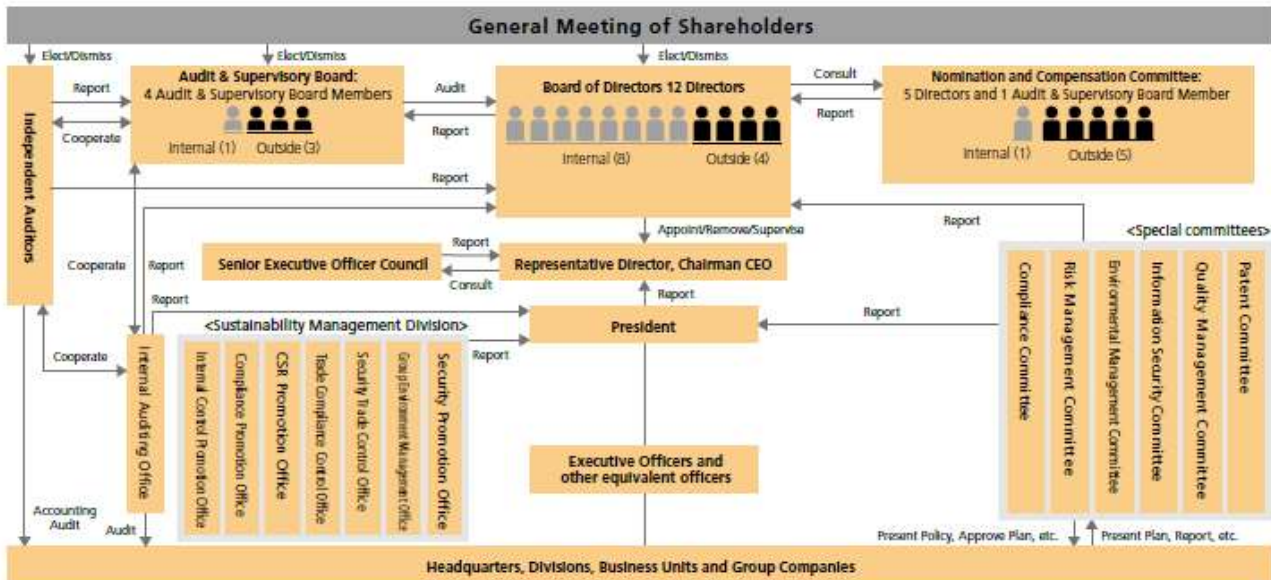 General Meeting of Shareholders
Elect/Dismiss
Elect/Dismiss
Elect/Dismiss
Independent Auditors
Report
Cooperate
Audit & Supervisory Board:
4 Audit & Supervisory Board Members
Internal (1)
Outside (3)
Audit
Report
Board of Directors 12 Directors
Internal (8)
Outside (4)
Consult
Report
Nomination and Compensation Committee:
5 Directors and 1 Audit & Supervisory Board Member
Internal (1)
Outside (5)
Report
Report
Appoint/Remove/Supervise
<Special committees>
Cooperate
Report
Senior Executive Officer Council
Report
Consult
Representative Director, Chairman CEO
Report
Report
President
Report
<Sustainability Management Division>
Report
Cooperate
Internal Auditing Office
Internal Control Promotion Office
Compliance Promotion Office
CSR Promotion Office
Trade Compliance Control Office
Security Trade Control Office
Group Environment Management Office
Security Promotion Office
Compliance Committee
Risk Management Committee
Environmental Management Committee
Information Security Committee
Quality Management Committee
Patent Committee
Executive Officers and
other equivalent officers
Accounting
Audit
Audit
Present Policy, Approve Plan, etc.
Present Plan, Report, etc.
Headquarters, Divisions, Business Units and Group Companies